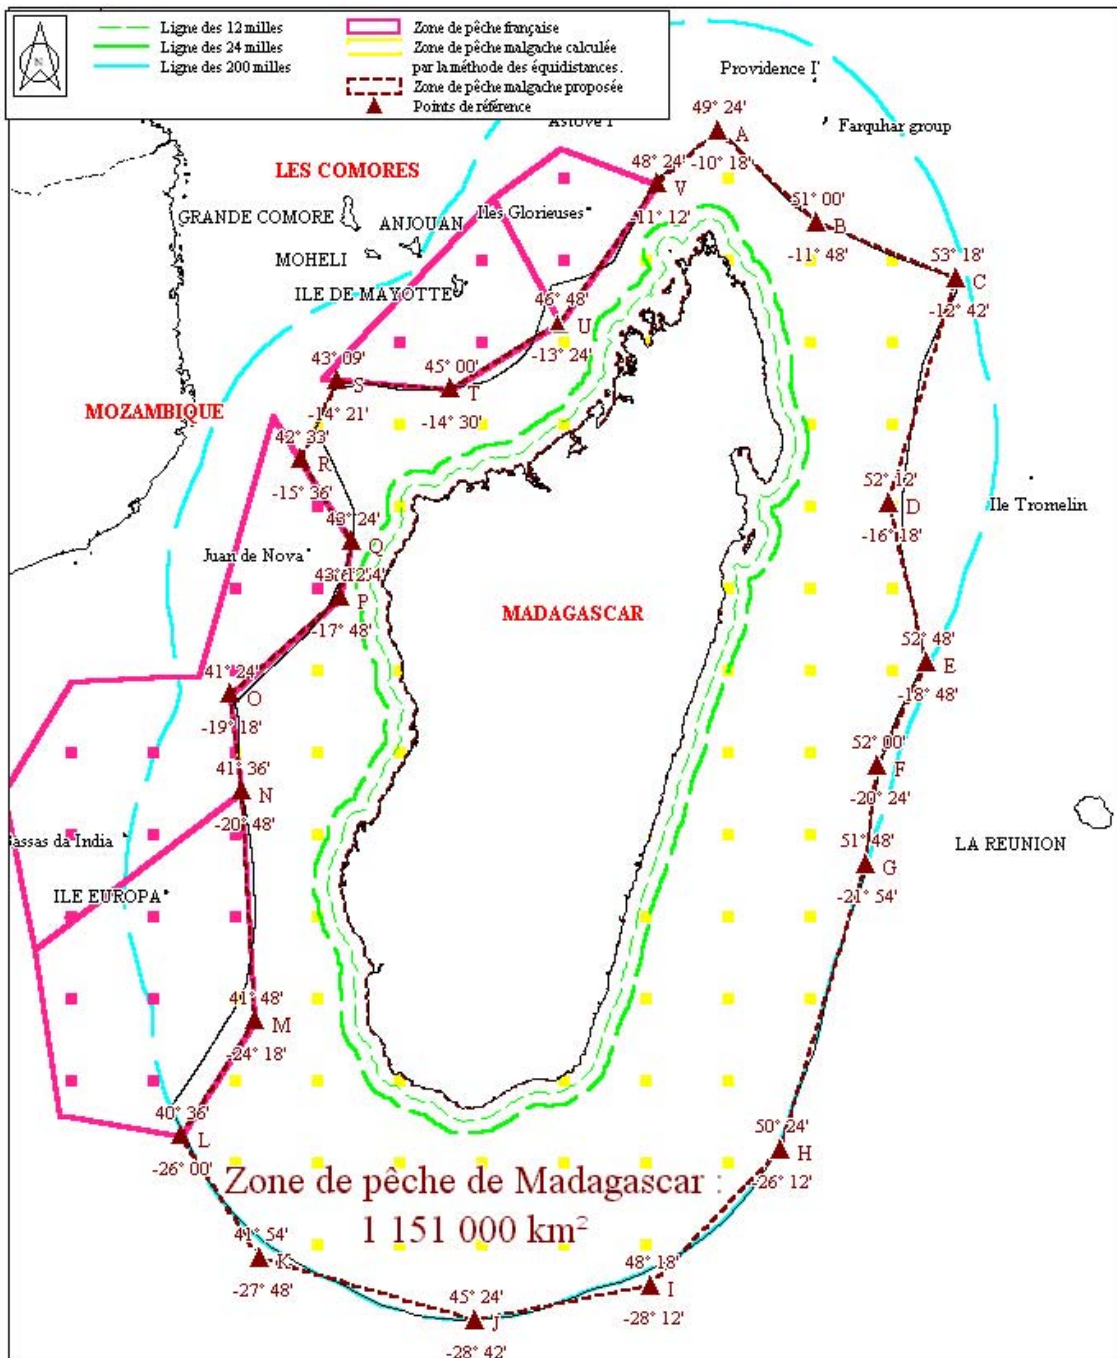 Ligne des 12 milles
Ligne des 24 milles
Ligne des 200 milles
N
Zone de pêche française
Zone de pêche malgache calculée
par la méthode des équidistances.
Zone de pêche malgache proposée
Points de référence
Providence I
Farquhar group
49° 24'
A
-10° 18'
LES COMORES
48° 24'
V
-11° 12'
GRANDE COMORE
ANJOUAN
Iles Glorieuses
51° 00'
B
-11° 48'
MOHELI
ILE DE MAYOTTE
53° 18'
C
-12° 42'
46° 48'
U
-13° 24'
43° 09'
S
-14° 21'
45° 00'
T
-14° 30'
MOZAMBIQUE
42° 33'
R
-15° 36'
52° 12'
D
-16° 18'
Ile Tromelin
43° 24'
Q
Juan de Nova
P
-17° 48'
MADAGASCAR
52° 48'
E
-18° 48'
41° 24'
O
-19° 18'
52° 00'
F
-20° 24'
41° 36'
N
-20° 48'
51° 48'
G
-21° 54'
LA REUNION
assas da India
ILE EUROPA
41° 48'
M
-24° 18'
40° 36'
L
-26° 00'
50° 24'
H
-26° 12'
Zone de pêche de Madagascar :
1 151 000 km²
41° 54'
K
-27° 48'
48° 18'
I
-28° 12'
45° 24'
J
-28° 42'